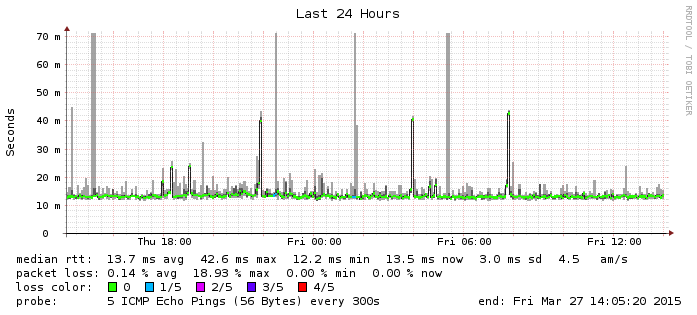 Last 24 Hours
RRDTOOL / TOBI OETIKER
Seconds
70 m
60 m
50 m
40 m
30 m
20 m
10 m
0
Thu 18:00 Fri 00:00 Fri 06:00 Fri 12:00
median rtt: 13.7 ms avg 42.6 ms max 12.2 ms min 13.5 ms now 3.0 ms sd 4.5 am/s
packet loss: 0.14 % avg 18.93 % max 0.00 % min 0.00 % now
loss color: 0 1/5 2/5 3/5 4/5
probe: 5 ICMP Echo Pings (56 Bytes) every 300s end: Fri Mar 27 14:05:20 2015